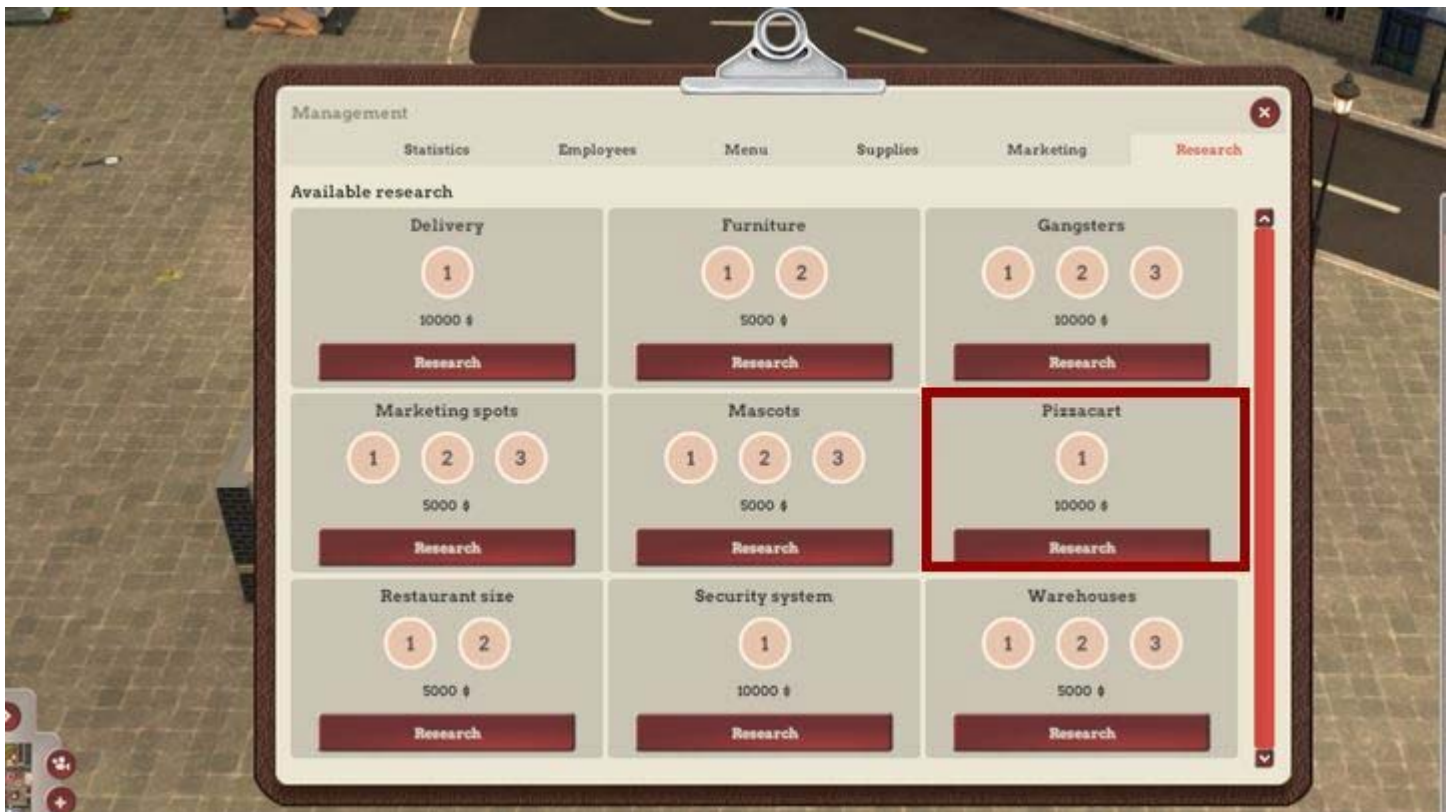 Management
Statistics Employees Menu Supplies Marketing Research
Available research
Delivery Furniture Gangsters
1 1 2 1 2 3
10000 $ 5000 $ 10000 $
Research Research Research
Marketing spots Mascots Pizzacart
1 2 3 1 2 3 1
5000 $ 5000 $ 10000 $
Research Research Research
Restaurant size Security system Warehouses
1 2 1 1 2 3
5000 $ 10000 $ 5000 $
Research Research Research